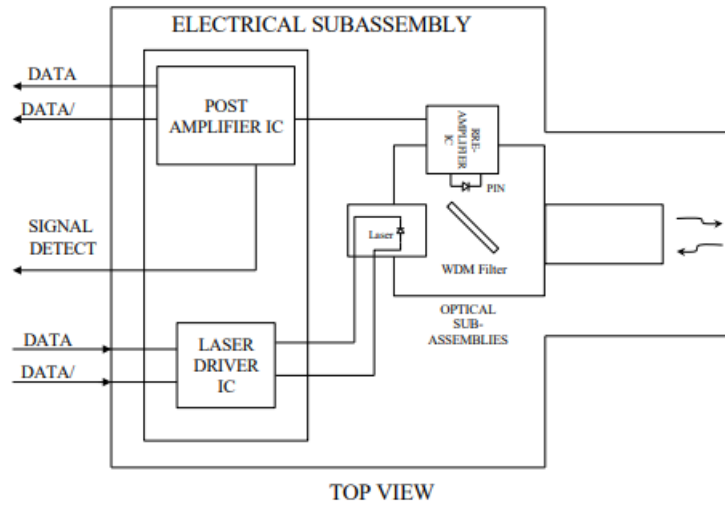 ELECTRICAL SUBASSEMBLY
DATA
DATA/
POST
AMPLIFIER IC
RRE-
AMPLIFIER
IC
PIN
SIGNAL
DETECT
Laser
WDM Filter
OPTICAL
SUB-
ASSEMBLIES
DATA
DATA/
LASER
DRIVER
IC
TOP VIEW